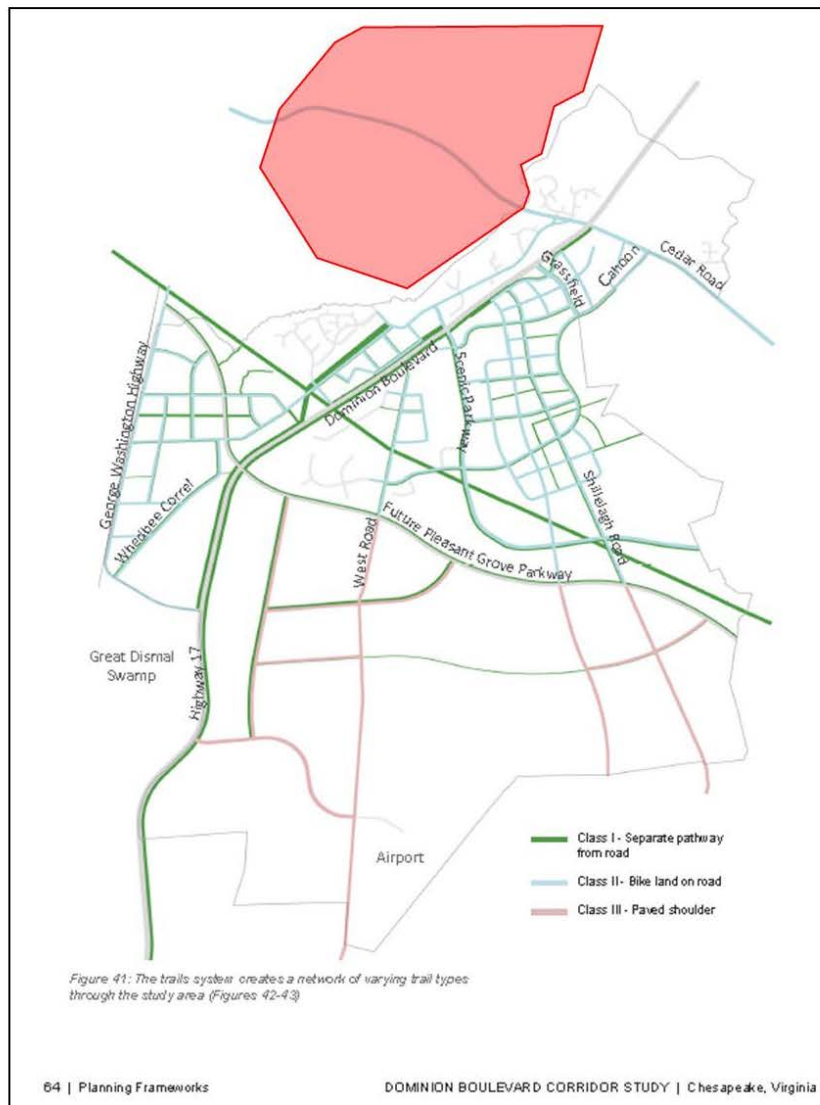 Grassfield
Cahoon
Cedar Road
George Washington Highway
Dominion Boulevard
Scenic Parkway
Whedbee Correl
Shillelagh Road
Future Pleasant Grove Parkway
West Road
Great Dismal
Swamp
Highway 17
Airport
Class I - Separate pathway
from road
Class II - Bike land on road
Class III - Paved shoulder
Figure 41: The trails system creates a network of varying trail types
through the study area (Figures 42-43)
64 | Planning Frameworks
DOMINION BOULEVARD CORRIDOR STUDY | Chesapeake, Virginia